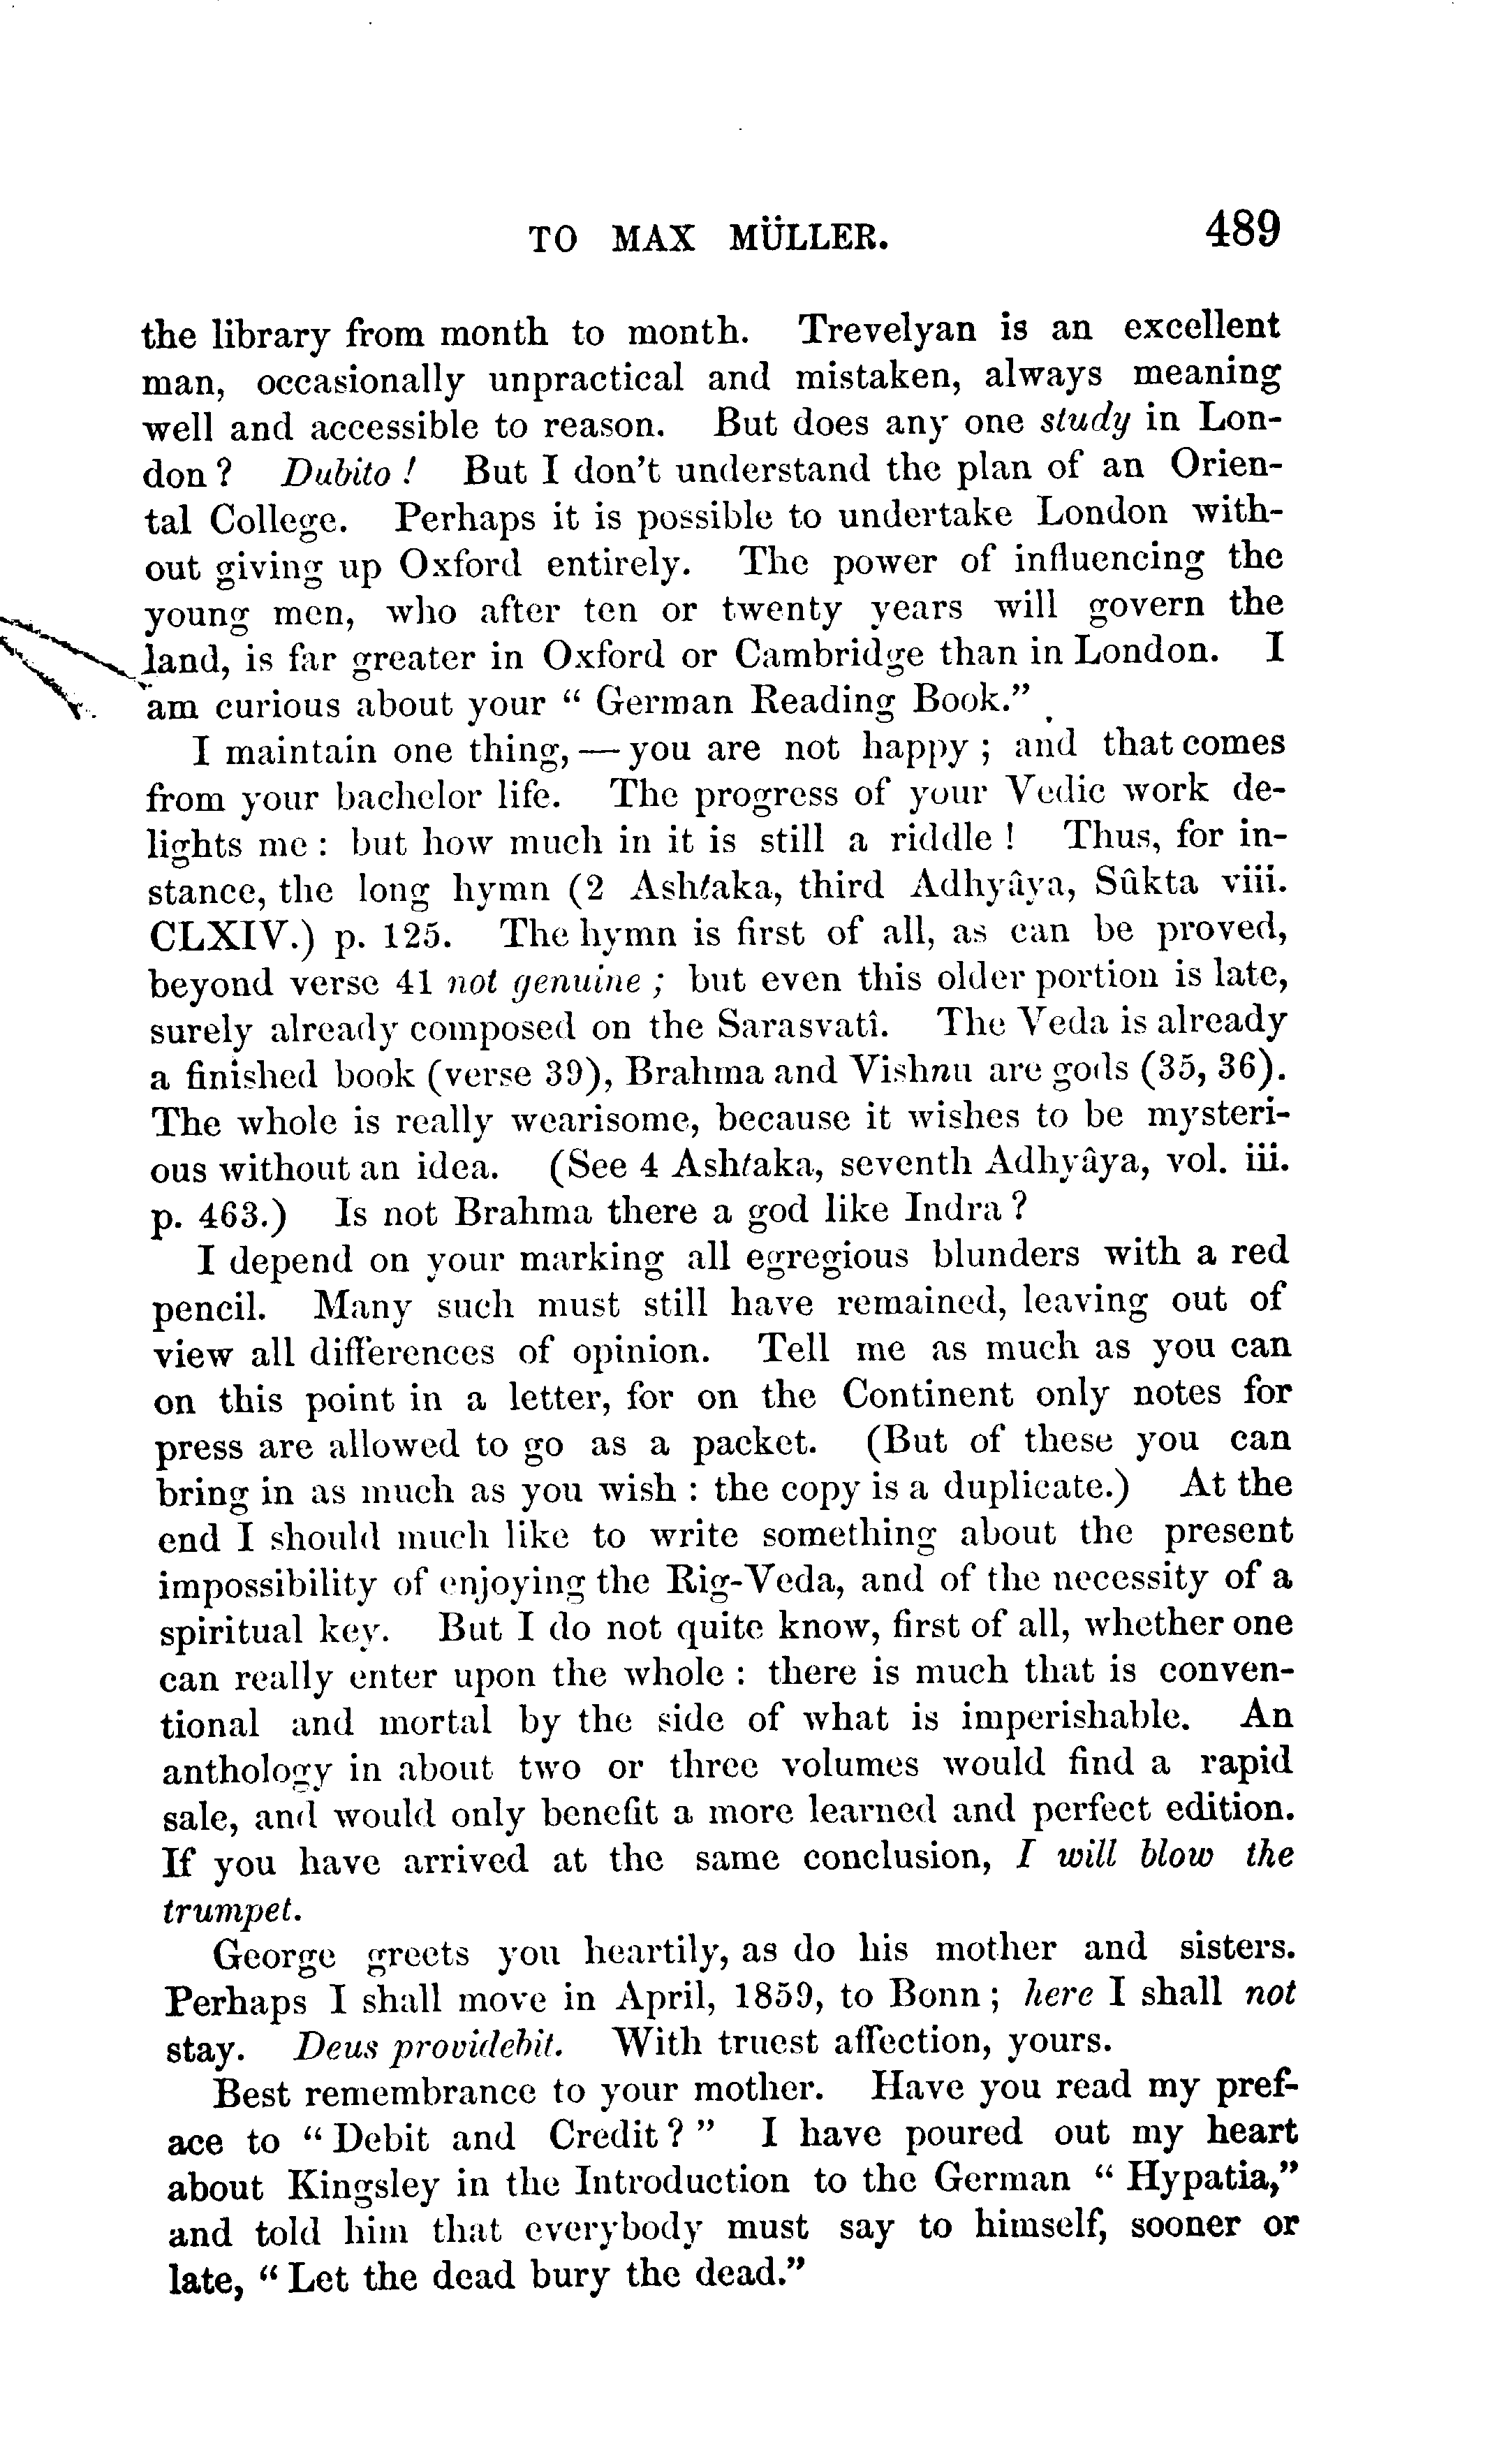 TO MAX MÜLLER. 489
the library from month to month. Trevelyan is an excellent
man, occasionally unpractical and mistaken, always meaning
well and accessible to reason. But does any one study in Lon-
don? Dubito! But I don't understand the plan of an Orien-
tal College. Perhaps it is possible to undertake London with-
out giving up Oxford entirely. The power of influencing the
young men, who after ten or twenty years will govern the
land, is far greater in Oxford or Cambridge than in London. I
am curious about your "German Reading Book."
I maintain one thing,—you are not happy; and that comes
from your bachelor life. The progress of your Vedic work de-
lights me: but how much in it is still a riddle! Thus, for in-
stance, the long hymn (2 Ashtaka, third Adhyâya, Sûkta viii.
CLXIV.) p. 125. The hymn is first of all, as can be proved,
beyond verse 41 not genuine; but even this older portion is late,
surely already composed on the Sarasvatî. The Veda is already
a finished book (verse 39), Brahma and Vishnu are gods (35, 36).
The whole is really wearisome, because it wishes to be mysteri-
ous without an idea. (See 4 Ashtaka, seventh Adhyâya, vol. iii.
p. 463.) Is not Brahma there a god like Indra?
I depend on your marking all egregious blunders with a red
pencil. Many such must still have remained, leaving out of
view all differences of opinion. Tell me as much as you can
on this point in a letter, for on the Continent only notes for
press are allowed to go as a packet. (But of these you can
bring in as much as you wish: the copy is a duplicate.) At the
end I should much like to write something about the present
impossibility of enjoying the Rig-Veda, and of the necessity of a
spiritual key. But I do not quite know, first of all, whether one
can really enter upon the whole: there is much that is conven-
tional and mortal by the side of what is imperishable. An
anthology in about two or three volumes would find a rapid
sale, and would only benefit a more learned and perfect edition.
If you have arrived at the same conclusion, I will blow the
trumpet.
George greets you heartily, as do his mother and sisters.
Perhaps I shall move in April, 1859, to Bonn; here I shall not
stay. Deus providebit. With truest affection, yours.
Best remembrance to your mother. Have you read my pref-
ace to "Debit and Credit?" I have poured out my heart
about Kingsley in the Introduction to the German "Hypatia,"
and told him that everybody must say to himself, sooner or
late, "Let the dead bury the dead."